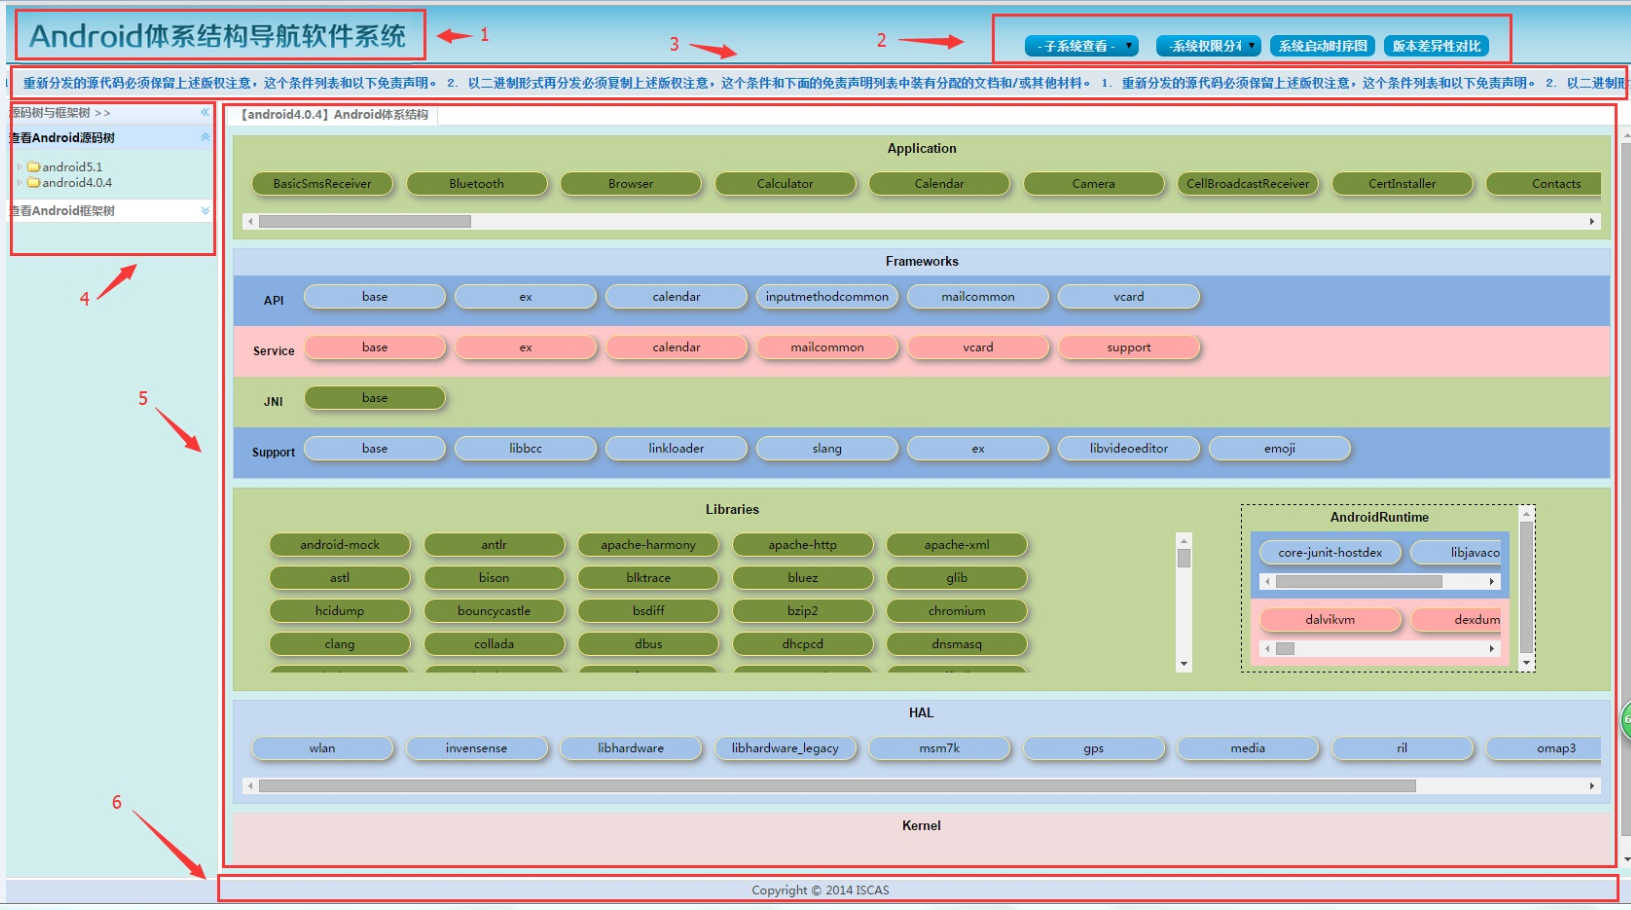 Android体系结构导航软件系统
1
2
3
-子系统查看-
-系统权限分析
系统启动时序图
版本差异性对比
重新分发的源代码必须保留上述版权注意，这个条件列表和以下免责声明。 2. 以二进制形式再分发必须复制上述版权注意，这个条件和下面的免责声明列表中装有分配的文档和/或其他材料。 1. 重新分发的源代码必须保留上述版权注意，这个条件列表和以下免责声明。 2. 以二进制形
源码树与框架树 >>
查看Android源码树
android5.1
android4.0.4
查看Android框架树
4
5
6
【android4.0.4】Android体系结构
Application
BasicSmsReceiver Bluetooth Browser Calculator Calendar Camera CellBroadcastReceiver CertInstaller Contacts
Frameworks
API base ex calendar inputmethodcommon mailcommon vcard
Service base ex calendar mailcommon vcard support
JNI base
Support base libbcc linkloader slang ex libvideoeditor emoji
Libraries
android-mock antlr apache-harmony apache-http apache-xml
astl bison blktrace bluez glib
hcidump bouncycastle bsdiff bzip2 chromium
clang collada dbus dhcpcd dnsmasq
AndroidRuntime
core-junit-hostdex libjavaco
dalvikvm dexdum
HAL
wlan invensense libhardware libhardware_legacy msm7k gps media ril omap3
Kernel
Copyright © 2014 ISCAS